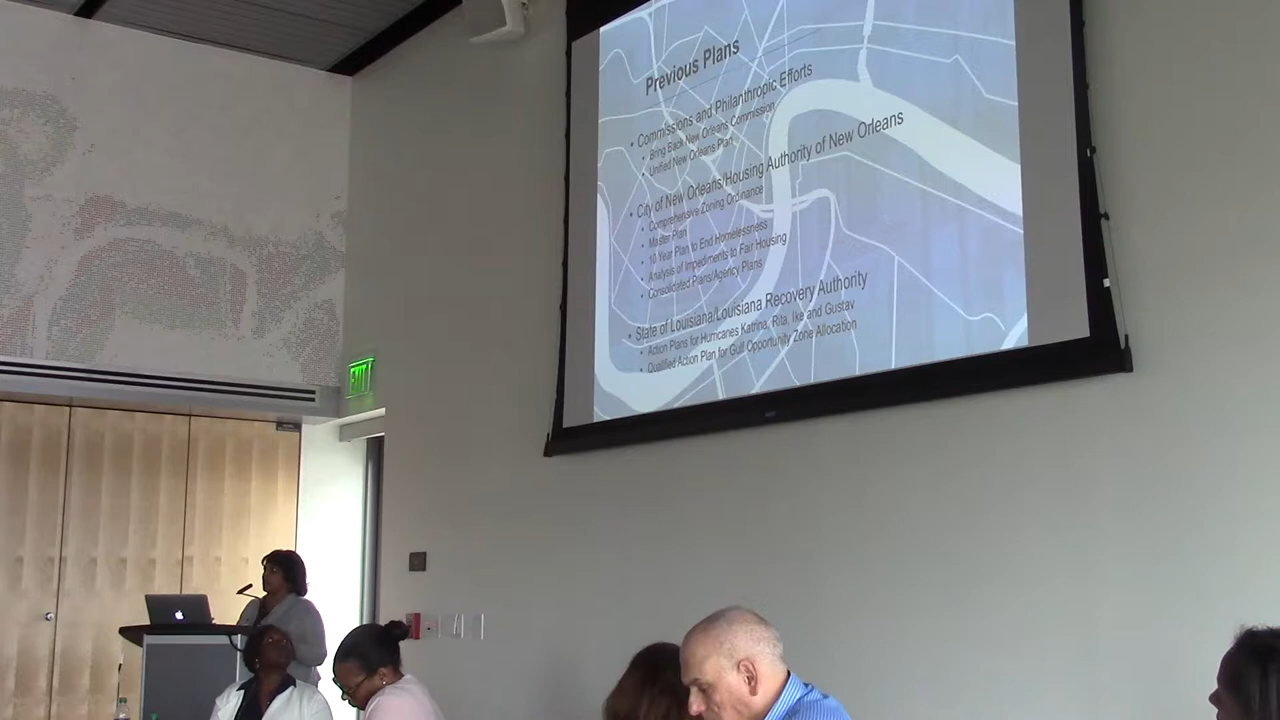 Previous Plans
• Commissions and Philanthropic Efforts
• Bring Back New Orleans Commission
• Unified New Orleans Plan
• City of New Orleans/Housing Authority of New Orleans
• Comprehensive Zoning Ordinance
• Master Plan
• 10 Year Plan to End Homelessness
• Analysis of Impediments to Fair Housing
• Consolidated Plans/Agency Plans
• State of Louisiana/Louisiana Recovery Authority
• Action Plans for Hurricanes Katrina, Rita, Ike and Gustav
• Qualified Action Plan for Gulf Opportunity Zone Allocation
EXIT